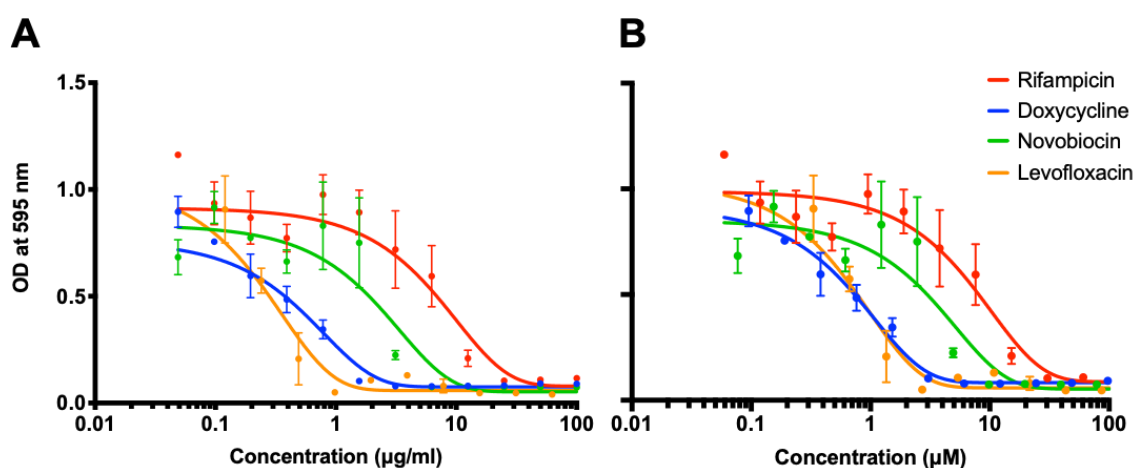 A
B
1.5
1.0
0.5
0.0
OD at 595 nm
0.01
0.1
1
10
100
Concentration (µg/ml)
0.01
0.1
1
10
100
Concentration (µM)
Rifampicin
Doxycycline
Novobiocin
Levofloxacin